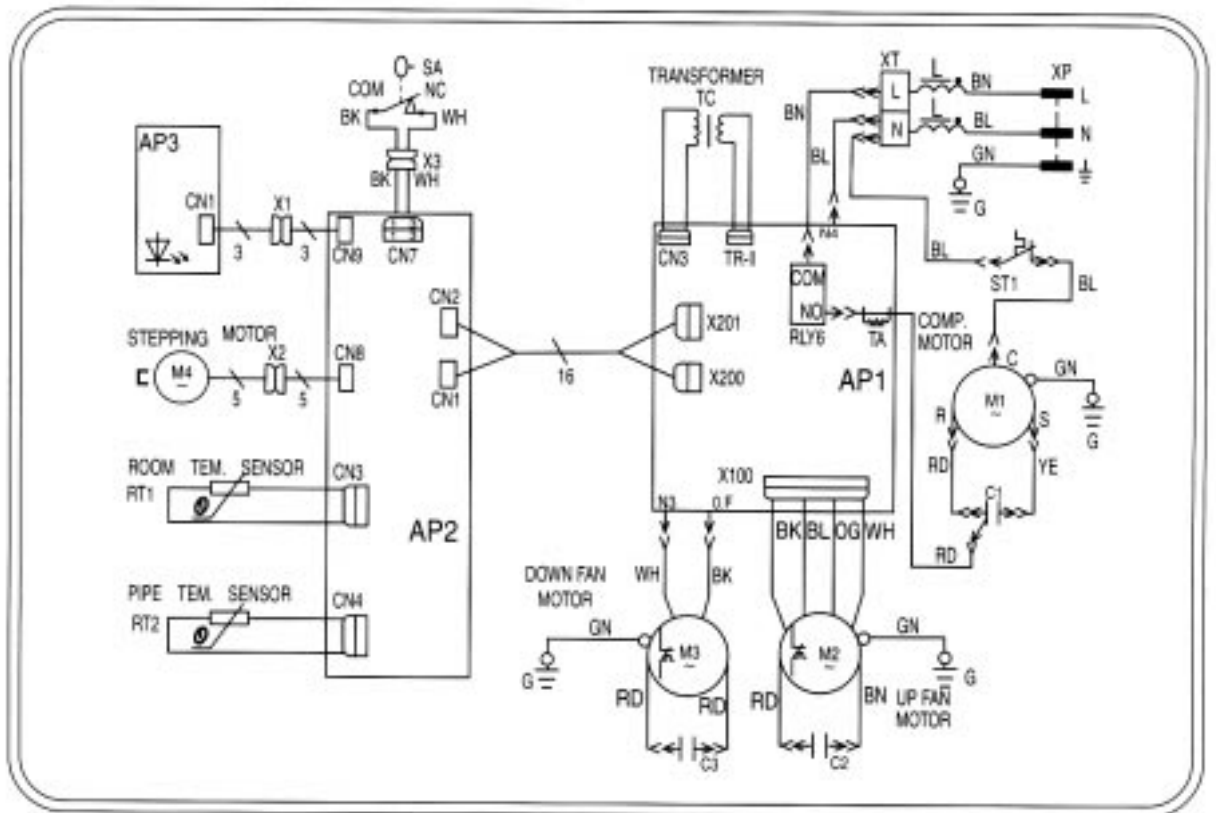 SA
COM NC
BK WH
X3
BK WH
AP3
CN1
X1
3 3
CN9 CN7
TRANSFORMER
TC
XT
L
N
L
BN
XP
L
L
BL
N
GN
G
BN
BL
N4
CN3 TR-II
COM
NO
RLY6
TA
BL
ST1
BL
CN2
CN1
16
X201
X200
AP1
COMP.
MOTOR
C
M1
~
GN
G
R
S
RD
YE
C1
RD
STEPPING MOTOR
M4
~
X2
5 5
CN8
ROOM TEM. SENSOR
RT1
CN3
AP2
PIPE TEM. SENSOR
RT2
CN4
X100
N3
O.F
BK BL OG WH
WH BK
DOWN FAN
MOTOR
GN
G
M3
~
RD RD
C3
M2
~
GN
G
RD BN
UP FAN
MOTOR
C2